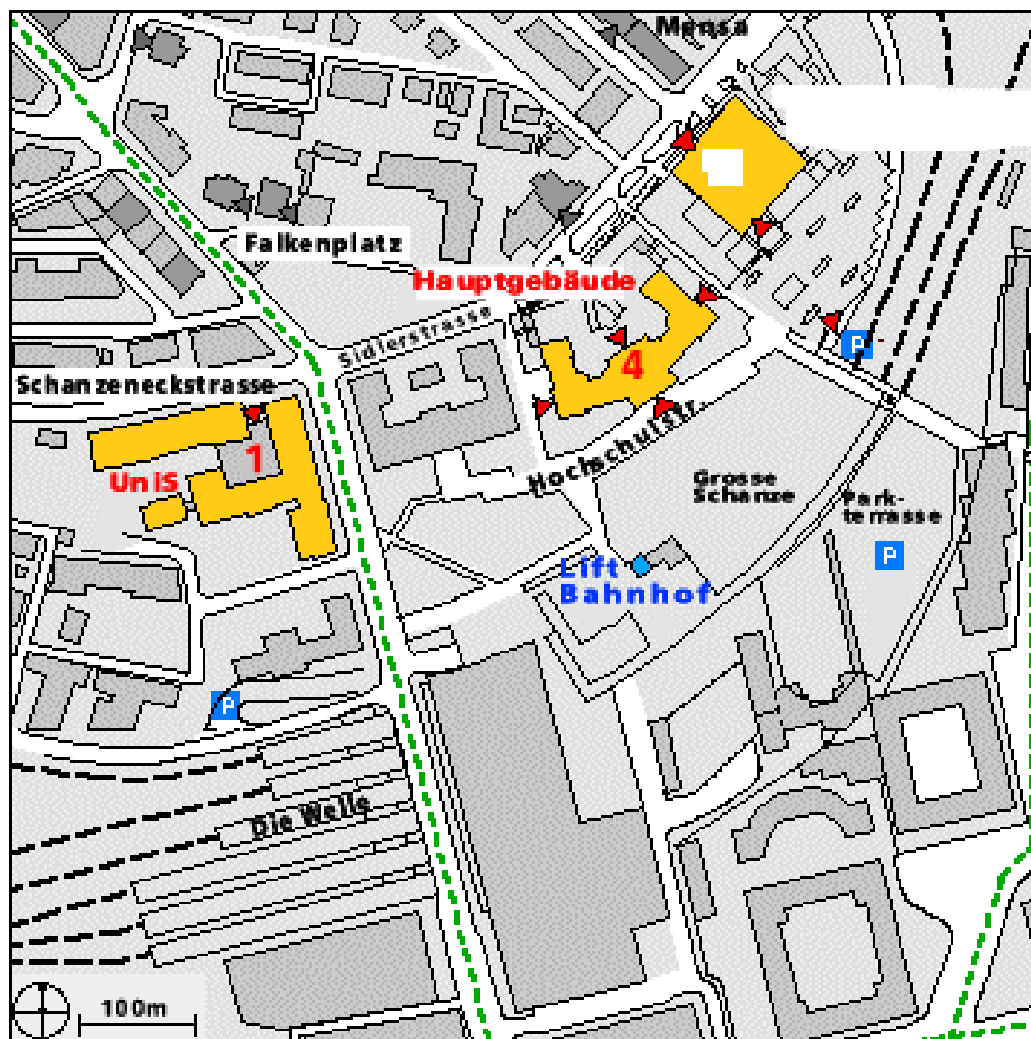 Mensa
Falkenplatz
Hauptgebäude
Sidlerstrasse
P
4
Schanzeneckstrasse
Hochschulstr.
1
UniS
Grosse
Schanze
Park-
terrasse
P
Lift
Bahnhof
P
Die Welle
100m